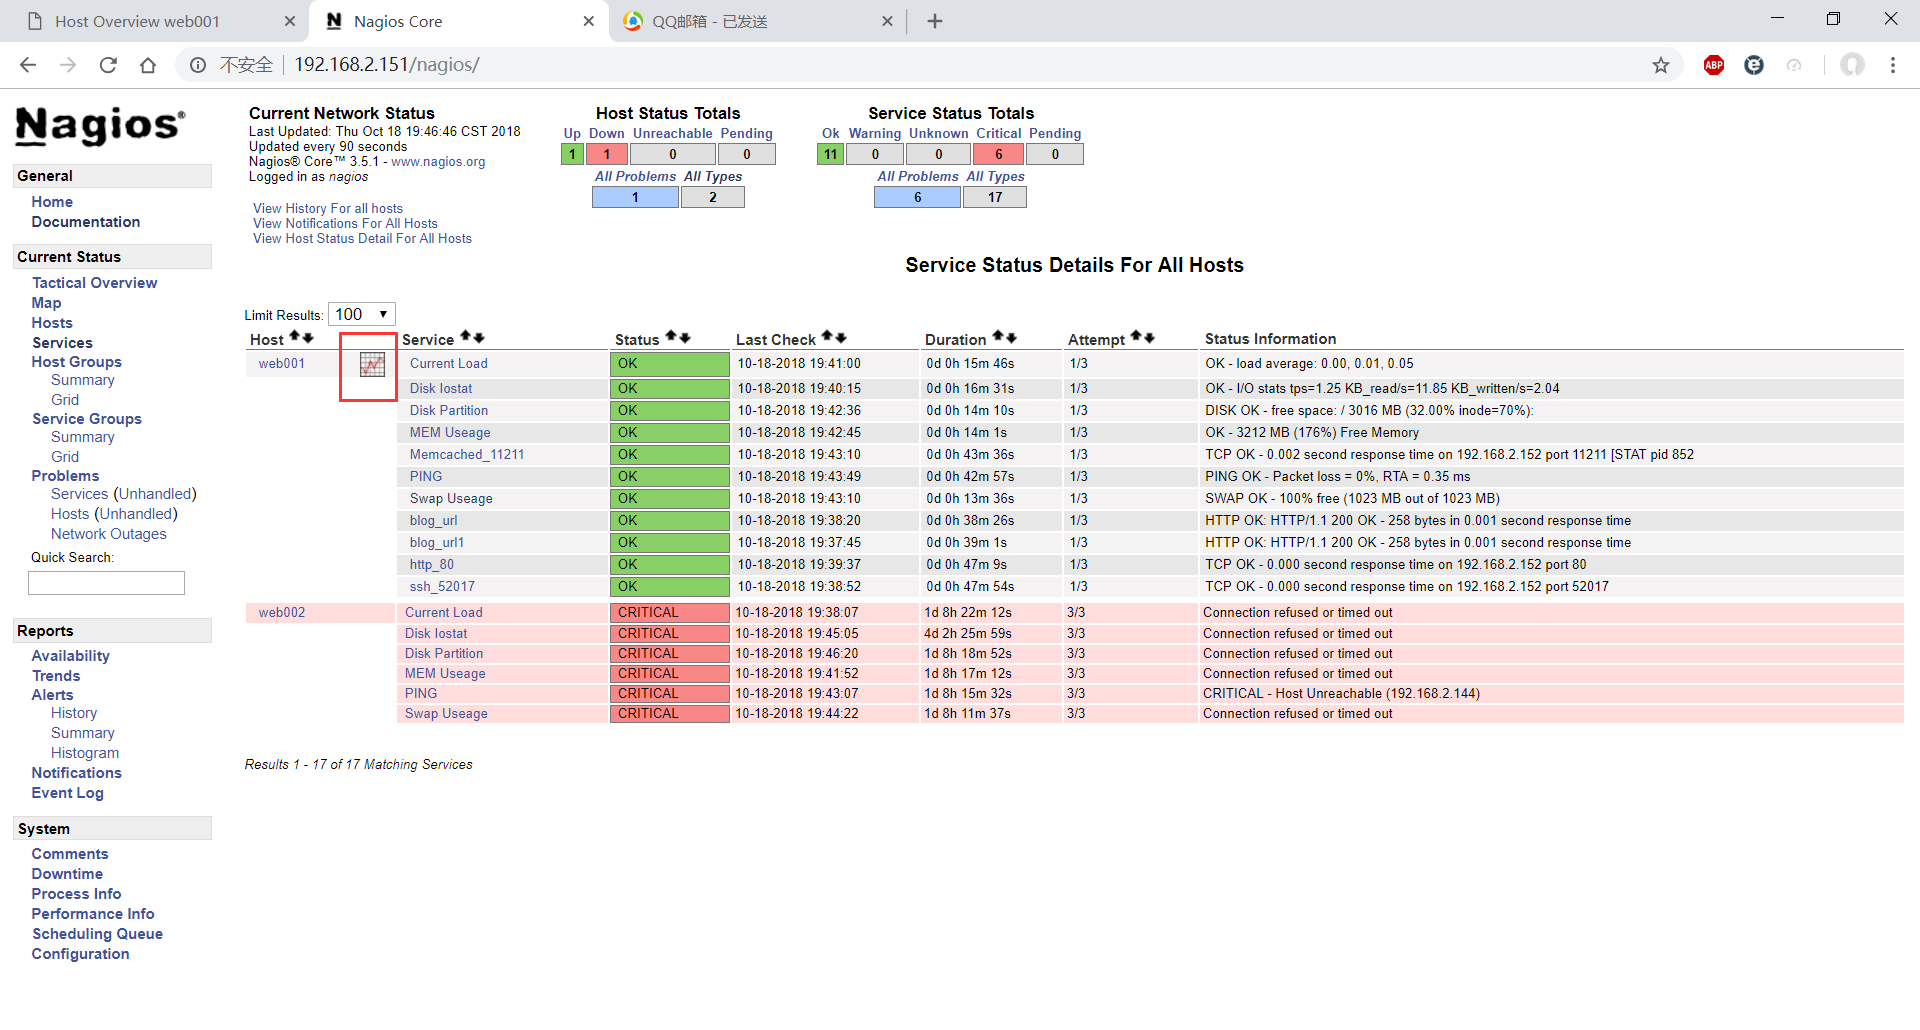 Host Overview web001
Nagios Core
QQ邮箱 - 已发送
不安全 192.168.2.151/nagios/
ABP
Nagios®
General
Home
Documentation
Current Status
Tactical Overview
Map
Hosts
Services
Host Groups
Summary
Grid
Service Groups
Summary
Grid
Problems
Services (Unhandled)
Hosts (Unhandled)
Network Outages
Quick Search:
Reports
Availability
Trends
Alerts
History
Summary
Histogram
Notifications
Event Log
System
Comments
Downtime
Process Info
Performance Info
Scheduling Queue
Configuration
Current Network Status
Last Updated: Thu Oct 18 19:46:46 CST 2018
Updated every 90 seconds
Nagios® Core™ 3.5.1 - www.nagios.org
Logged in as nagios
View History For all hosts
View Notifications For All Hosts
View Host Status Detail For All Hosts
Host Status Totals
Up Down Unreachable Pending
1 1 0 0
All Problems All Types
1 2
Service Status Totals
Ok Warning Unknown Critical Pending
11 0 0 6 0
All Problems All Types
6 17
Service Status Details For All Hosts
Limit Results: 100
Host Service Status Last Check Duration Attempt Status Information
web001 Current Load OK 10-18-2018 19:41:00 0d 0h 15m 46s 1/3 OK - load average: 0.00, 0.01, 0.05
Disk Iostat OK 10-18-2018 19:40:15 0d 0h 16m 31s 1/3 OK - I/O stats tps=1.25 KB_read/s=11.85 KB_written/s=2.04
Disk Partition OK 10-18-2018 19:42:36 0d 0h 14m 10s 1/3 DISK OK - free space: / 3016 MB (32.00% inode=70%):
MEM Useage OK 10-18-2018 19:42:45 0d 0h 14m 1s 1/3 OK - 3212 MB (176%) Free Memory
Memcached_11211 OK 10-18-2018 19:43:10 0d 0h 43m 36s 1/3 TCP OK - 0.002 second response time on 192.168.2.152 port 11211 [STAT pid 852
PING OK 10-18-2018 19:43:49 0d 0h 42m 57s 1/3 PING OK - Packet loss = 0%, RTA = 0.35 ms
Swap Useage OK 10-18-2018 19:43:10 0d 0h 13m 36s 1/3 SWAP OK - 100% free (1023 MB out of 1023 MB)
blog_url OK 10-18-2018 19:38:20 0d 0h 38m 26s 1/3 HTTP OK: HTTP/1.1 200 OK - 258 bytes in 0.001 second response time
blog_url1 OK 10-18-2018 19:37:45 0d 0h 39m 1s 1/3 HTTP OK: HTTP/1.1 200 OK - 258 bytes in 0.001 second response time
http_80 OK 10-18-2018 19:39:37 0d 0h 47m 9s 1/3 TCP OK - 0.000 second response time on 192.168.2.152 port 80
ssh_52017 OK 10-18-2018 19:38:52 0d 0h 47m 54s 1/3 TCP OK - 0.000 second response time on 192.168.2.152 port 52017
web002 Current Load CRITICAL 10-18-2018 19:38:07 1d 8h 22m 12s 3/3 Connection refused or timed out
Disk Iostat CRITICAL 10-18-2018 19:45:05 4d 2h 25m 59s 3/3 Connection refused or timed out
Disk Partition CRITICAL 10-18-2018 19:46:20 1d 8h 18m 52s 3/3 Connection refused or timed out
MEM Useage CRITICAL 10-18-2018 19:41:52 1d 8h 17m 12s 3/3 Connection refused or timed out
PING CRITICAL 10-18-2018 19:43:07 1d 8h 15m 32s 3/3 CRITICAL - Host Unreachable (192.168.2.144)
Swap Useage CRITICAL 10-18-2018 19:44:22 1d 8h 11m 37s 3/3 Connection refused or timed out
Results 1 - 17 of 17 Matching Services